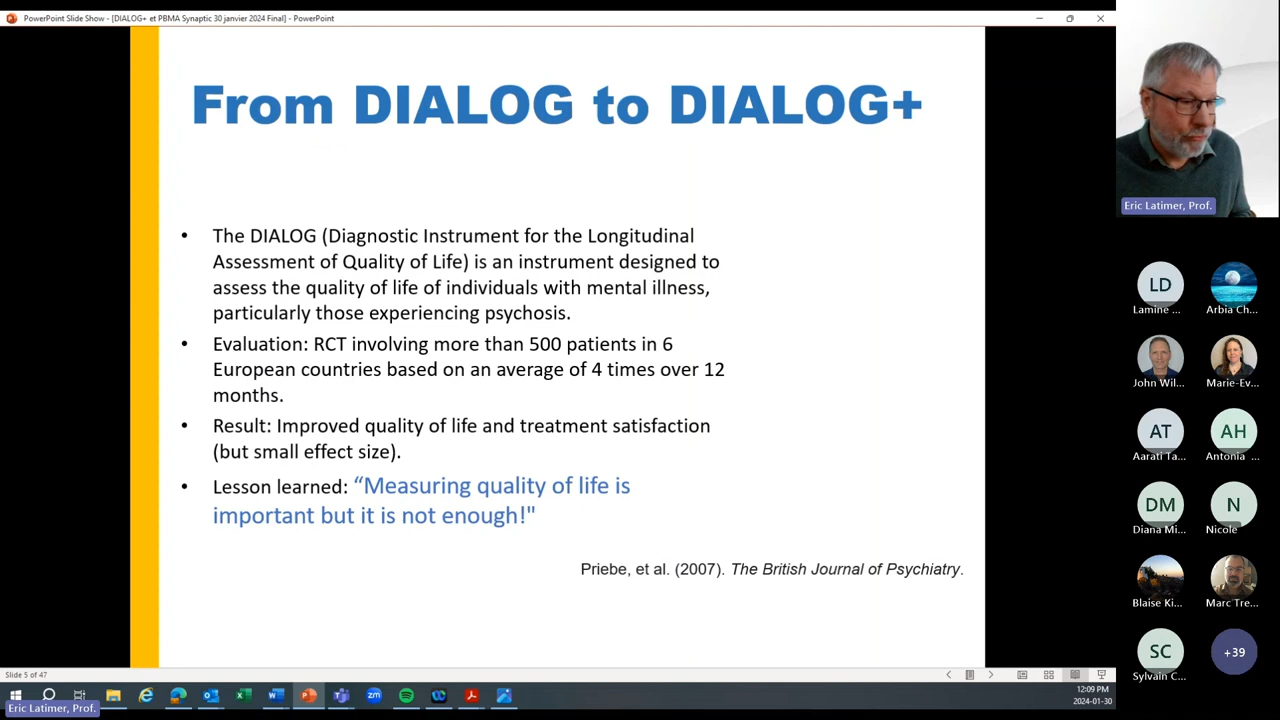 PowerPoint Slide Show - [DIALOG+ et PBMA Synaptic 30 janvier 2024 Final] - PowerPoint
From DIALOG to DIALOG+
• The DIALOG (Diagnostic Instrument for the Longitudinal
Assessment of Quality of Life) is an instrument designed to
assess the quality of life of individuals with mental illness,
particularly those experiencing psychosis.
• Evaluation: RCT involving more than 500 patients in 6
European countries based on an average of 4 times over 12
months.
• Result: Improved quality of life and treatment satisfaction
(but small effect size).
• Lesson learned: “Measuring quality of life is
important but it is not enough!"
Priebe, et al. (2007). The British Journal of Psychiatry.
Slide 5 of 47
Eric Latimer, Prof.
12:09 PM
2024-01-30
Eric Latimer, Prof.
LD
Lamine ...
Arbia Ch...
John Wil...
Marie-Ev...
AT
Aarati Ta...
AH
Antonia ...
DM
Diana Mi...
N
Nicole
Blaise Ki...
Marc Tre...
SC
Sylvain C...
+39